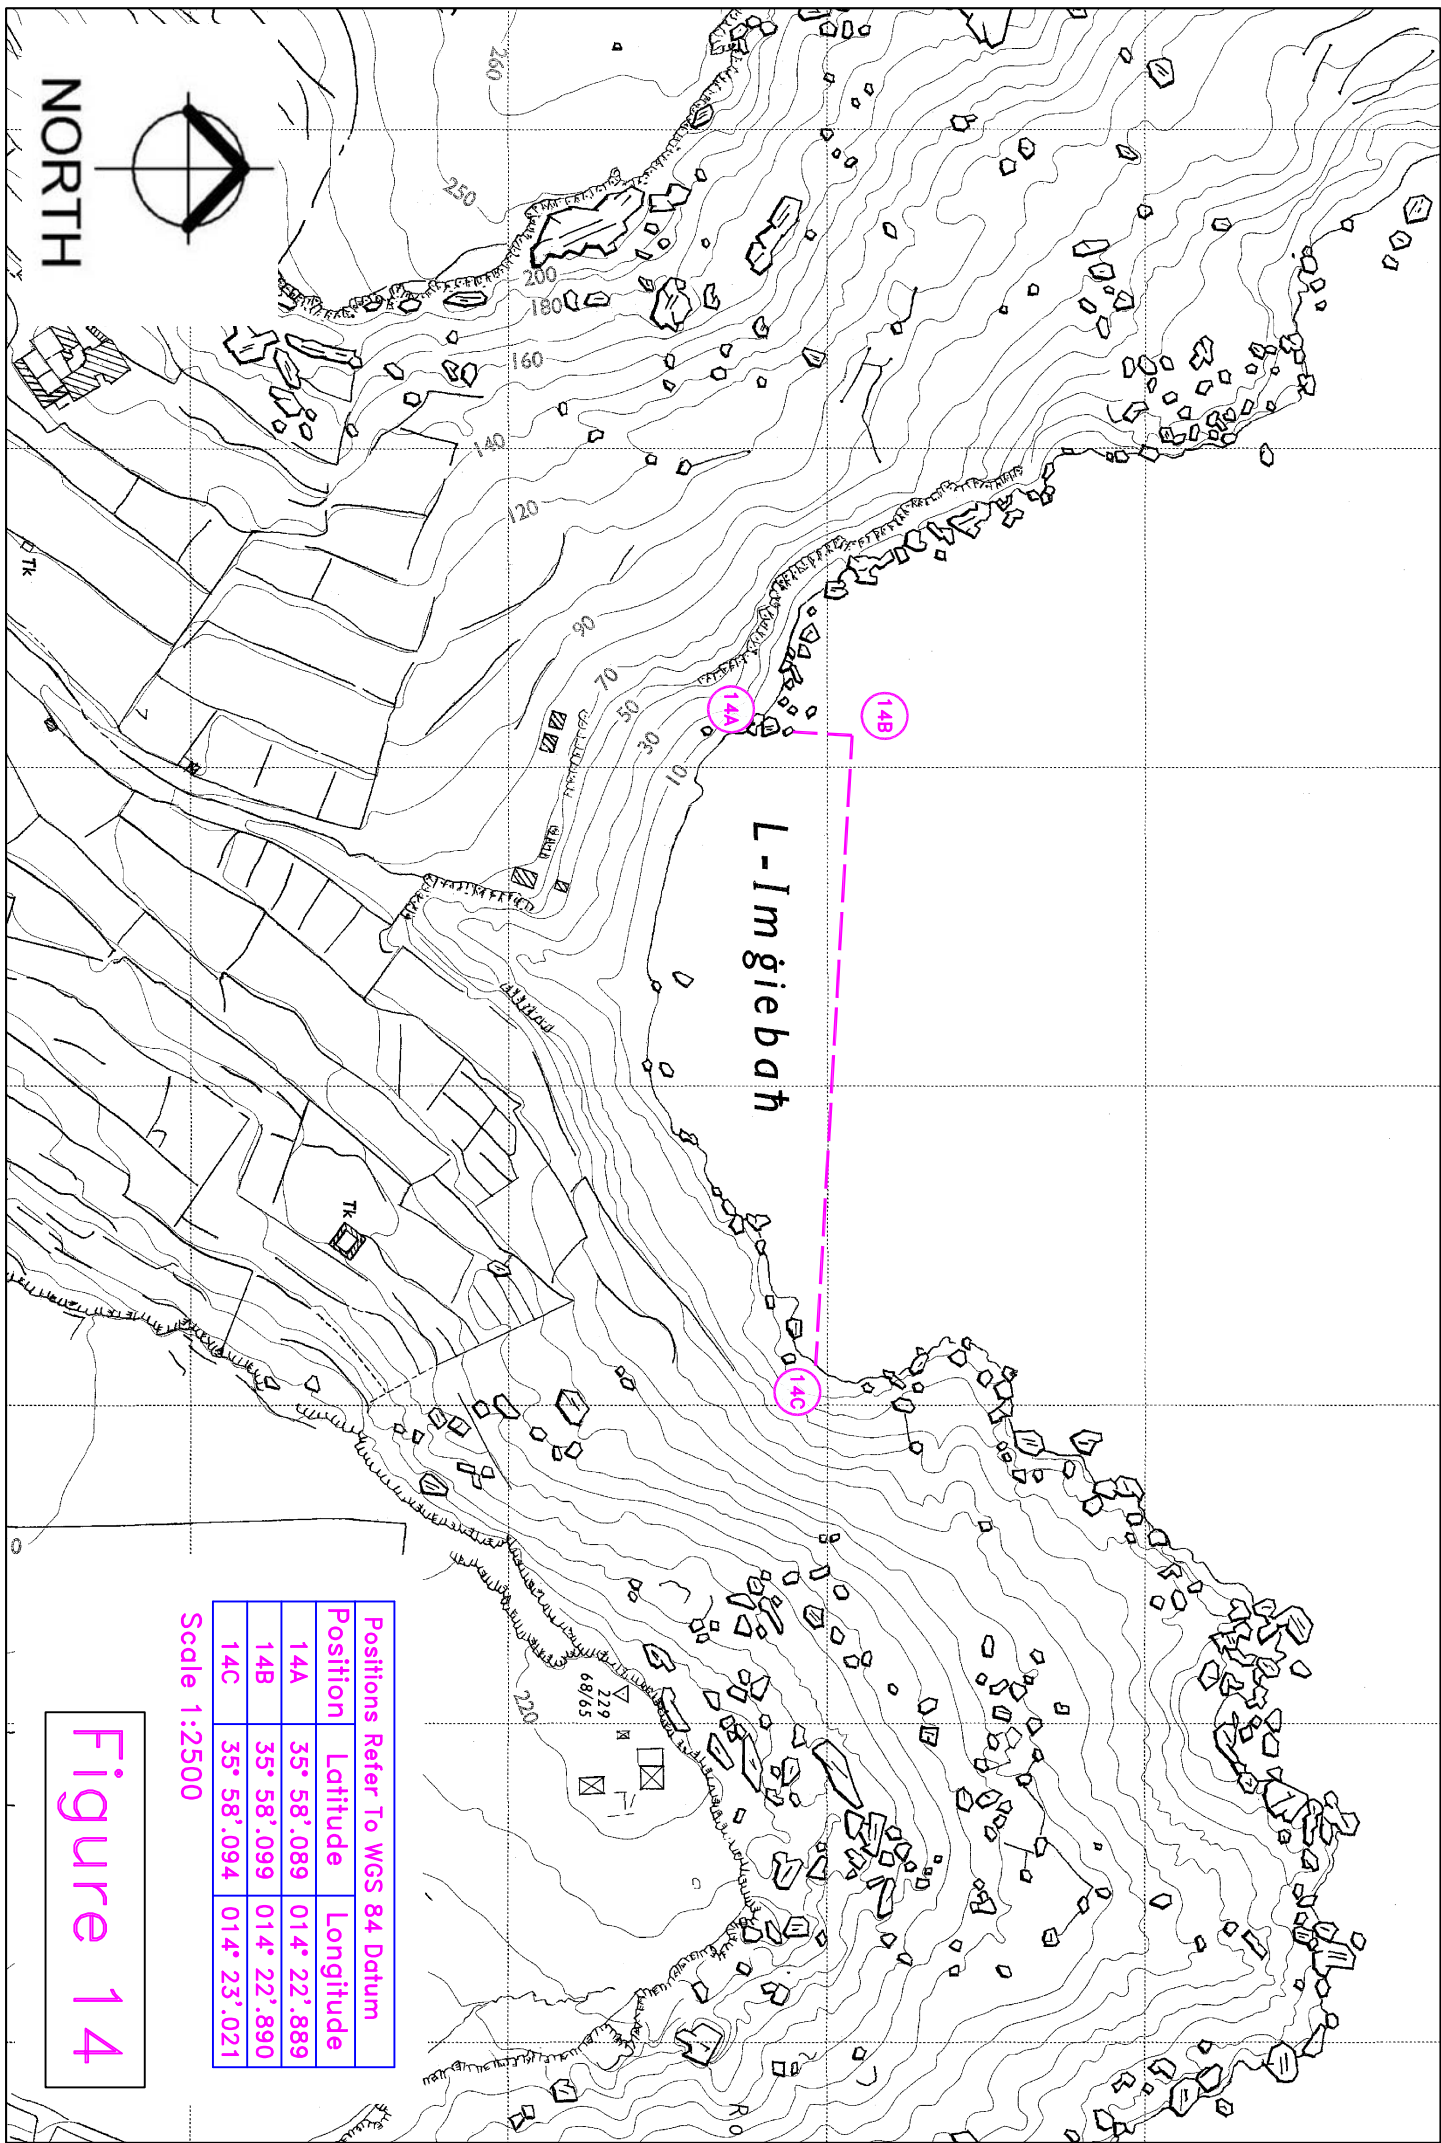 NORTH
260
250
200
180
160
140
120
90
70
50
30
10
Tk
14A
14B
L-Imġiebaħ
14C
Tk
0
220
229
68/65
Ro
Positions Refer To WGS 84 Datum
Position Latitude Longitude
14A 35° 58'.089 014° 22'.889
14B 35° 58'.099 014° 22'.890
14C 35° 58'.094 014° 23'.021
Scale 1:2500
Figure 14